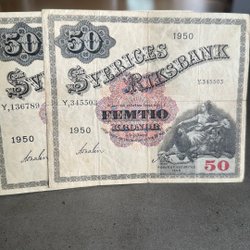 50
50
1950
SVERIGES
RIKSBANK
Y,345503
Y,136789
Y,345503
FEMTIO
KRONOR
1950
1950
50